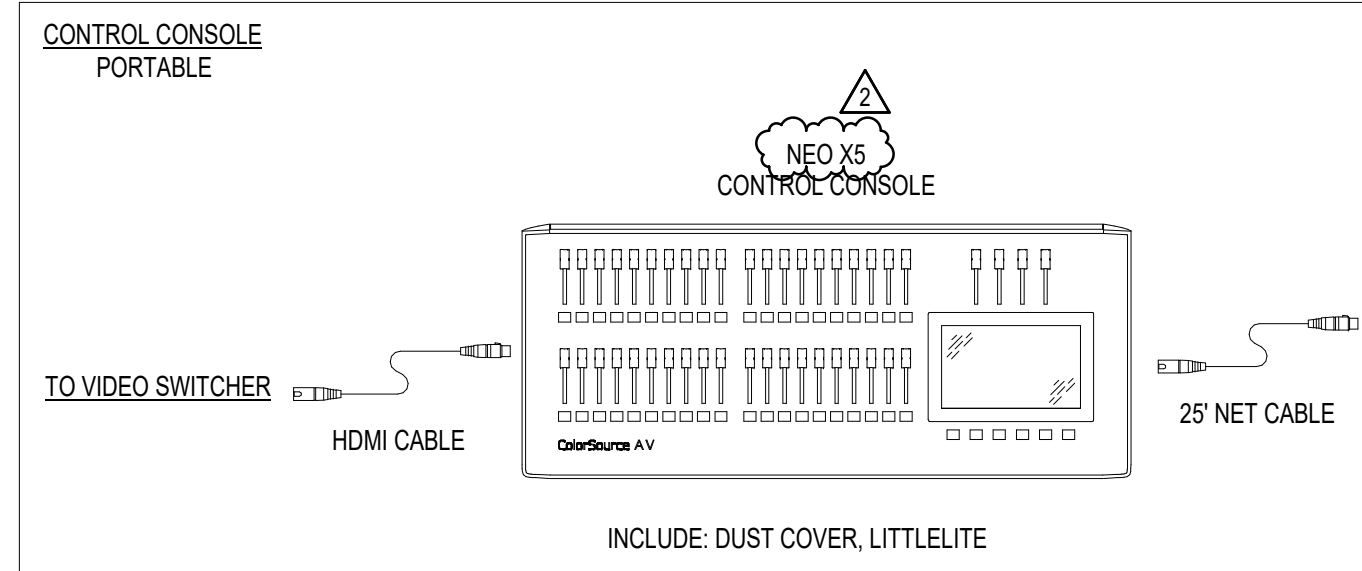 CONTROL CONSOLE
PORTABLE
2
NEO X5
CONTROL CONSOLE
TO VIDEO SWITCHER
HDMI CABLE
ColorSource AV
25' NET CABLE
INCLUDE: DUST COVER, LITTLELITE